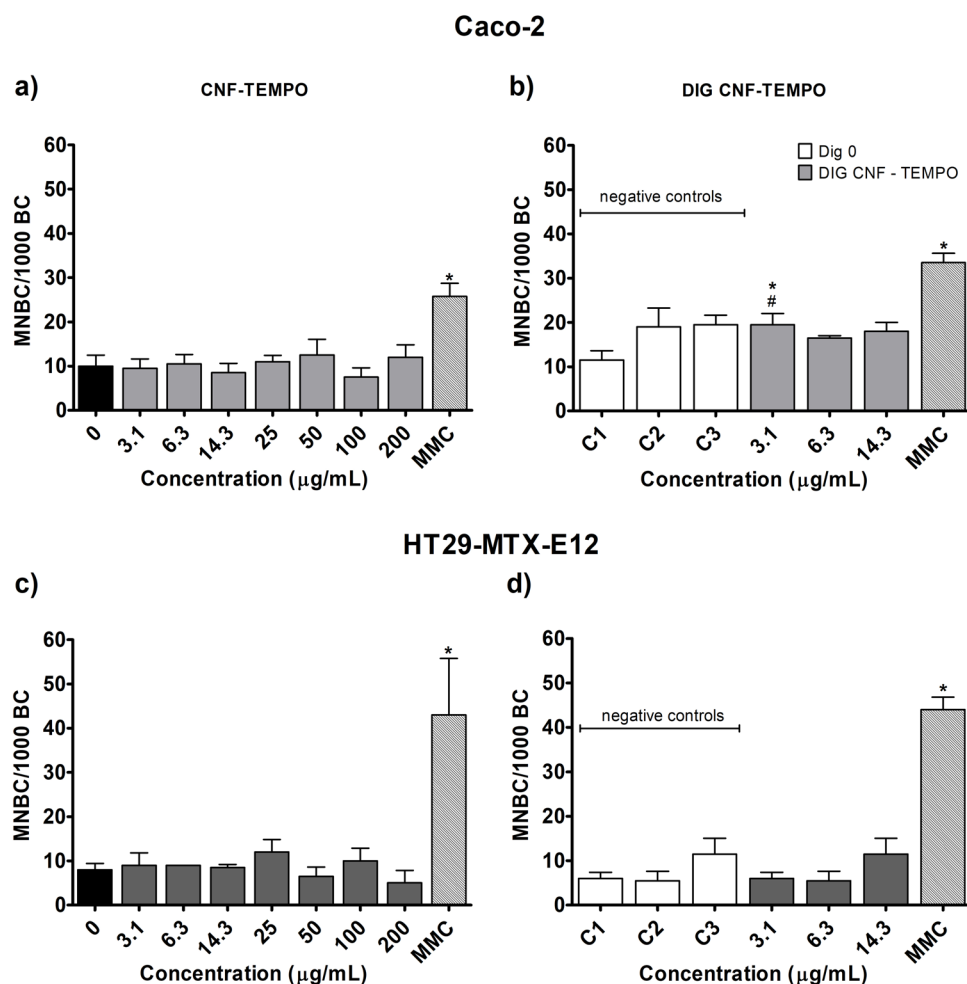 Caco-2
a)
CNF-TEMPO
MNBC/1000 BC
60
50
40
30
20
10
0
*
0 3.1 6.3 14.3 25 50 100 200 MMC
Concentration (μg/mL)
b)
DIG CNF-TEMPO
MNBC/1000 BC
60
50
40
30
20
10
0
Dig 0
DIG CNF - TEMPO
negative controls
*
#
*
C1 C2 C3 3.1 6.3 14.3 MMC
Concentration (μg/mL)
HT29-MTX-E12
c)
MNBC/1000 BC
60
50
40
30
20
10
0
*
0 3.1 6.3 14.3 25 50 100 200 MMC
Concentration (μg/mL)
d)
MNBC/1000 BC
60
50
40
30
20
10
0
negative controls
*
C1 C2 C3 3.1 6.3 14.3 MMC
Concentration (μg/mL)